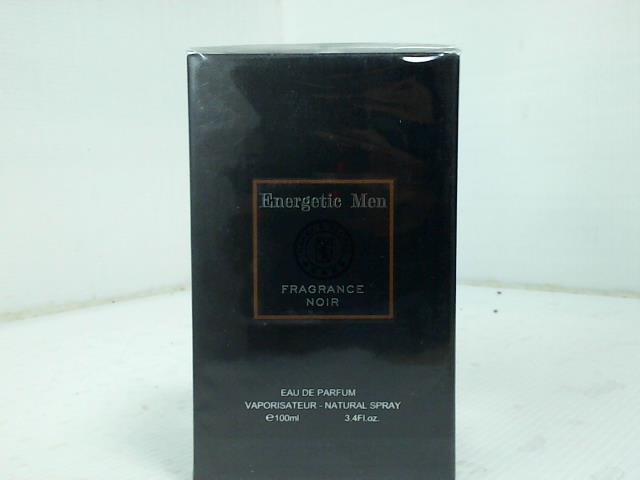 Energetic Men
FRAGRANCE
NOIR
EAU DE PARFUM
VAPORISATEUR - NATURAL SPRAY
℮100ml 3.4Fl.oz.